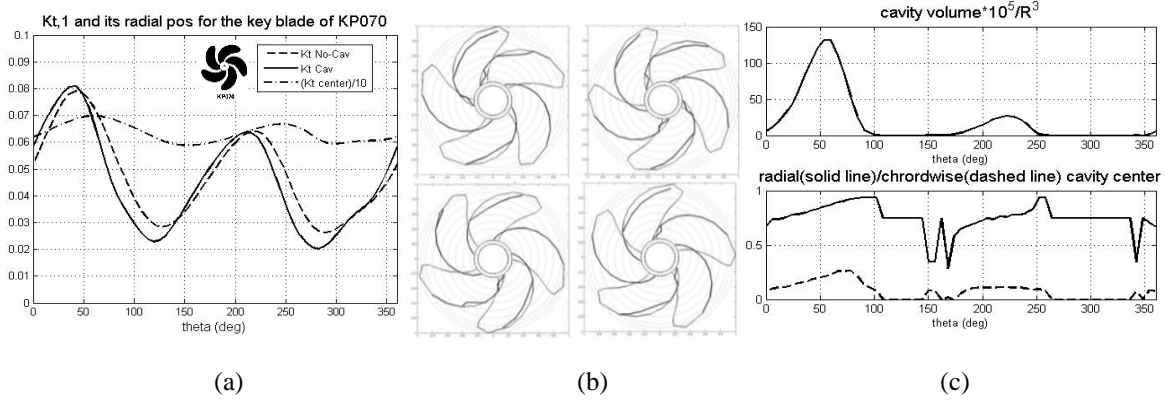 Kt,1 and its radial pos for the key blade of KP070
0.1
0.09
0.08
0.07
0.06
0.05
0.04
0.03
0.02
0.01
0
0 50 100 150 200 250 300 350
theta (deg)
KP070
Kt No-Cav
Kt Cav
(Kt center)/10
(a)
(b)
cavity volume*10^5/R^3
150
100
50
0
0 50 100 150 200 250 300 350
theta (deg)
radial(solid line)/chrordwise(dashed line) cavity center
1
0.5
0
0 50 100 150 200 250 300 350
theta (deg)
(c)